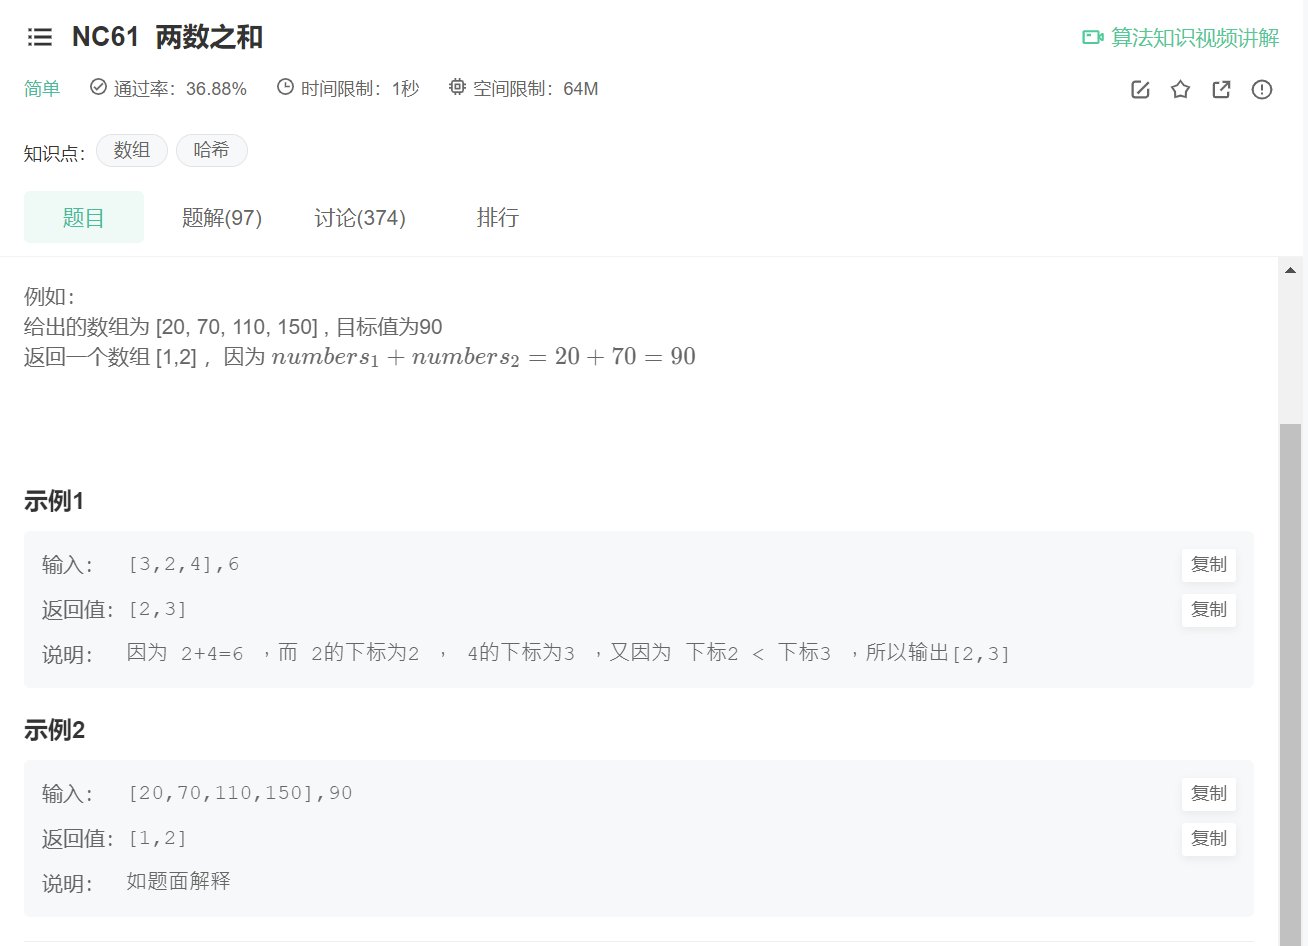 NC61 两数之和
算法知识视频讲解
简单 通过率：36.88% 时间限制：1秒 空间限制：64M
知识点： 数组 哈希
题目 题解(97) 讨论(374) 排行
例如：
给出的数组为 [20, 70, 110, 150] , 目标值为90
返回一个数组 [1,2] ，因为 numbers₁ + numbers₂ = 20 + 70 = 90
示例1
输入： [3,2,4],6 复制
返回值： [2,3] 复制
说明： 因为 2+4=6 ，而 2的下标为2 ， 4的下标为3 ，又因为 下标2 < 下标3 ，所以输出[2,3]
示例2
输入： [20,70,110,150],90 复制
返回值： [1,2] 复制
说明： 如题面解释